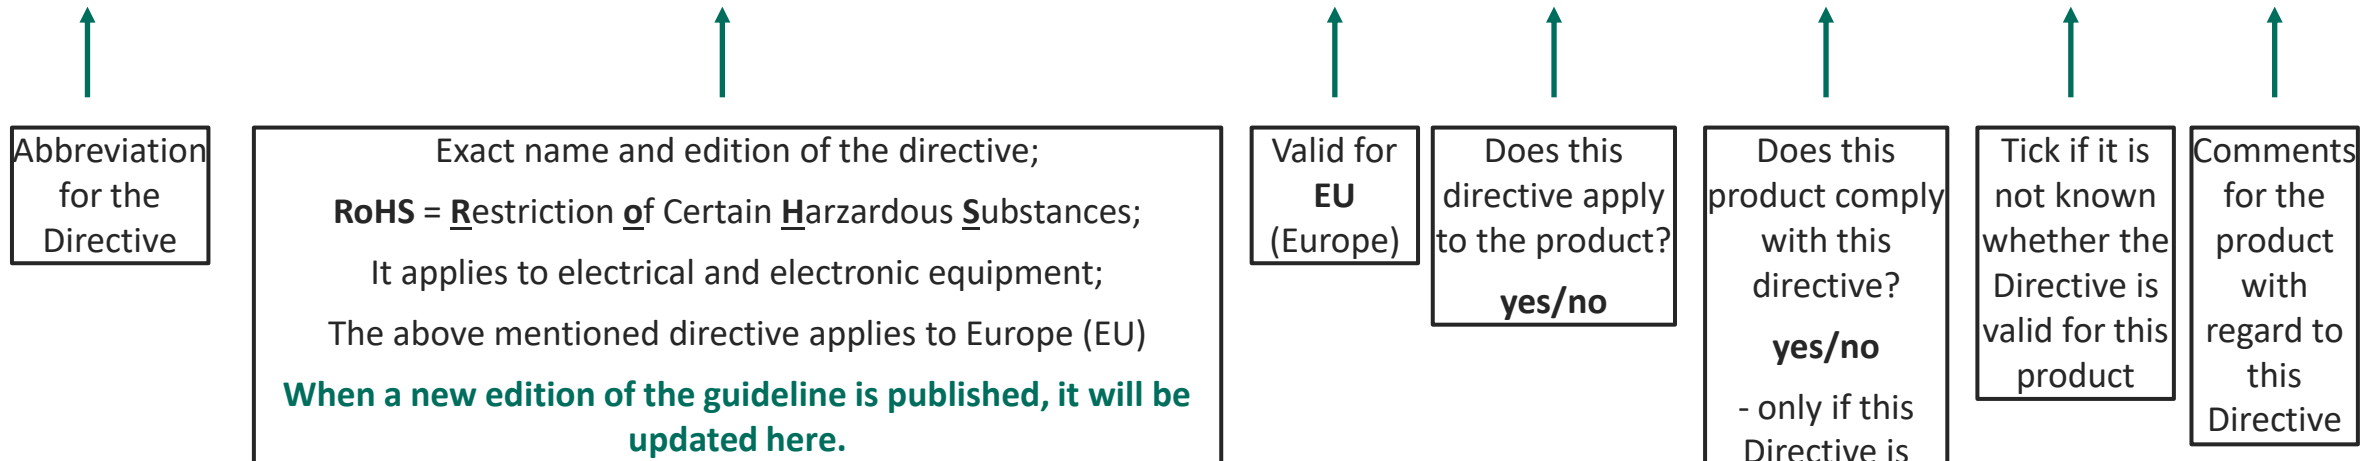 Abbreviation
for the
Directive
Exact name and edition of the directive;
RoHS = Restriction of Certain Harzardous Substances;
It applies to electrical and electronic equipment;
The above mentioned directive applies to Europe (EU)
When a new edition of the guideline is published, it will be
updated here.
Valid for
EU
(Europe)
Does this
directive apply
to the product?
yes/no
Does this
product comply
with this
directive?
yes/no
- only if this
Directive is
Tick if it is
not known
whether the
Directive is
valid for this
product
Comments
for the
product
with
regard to
this
Directive